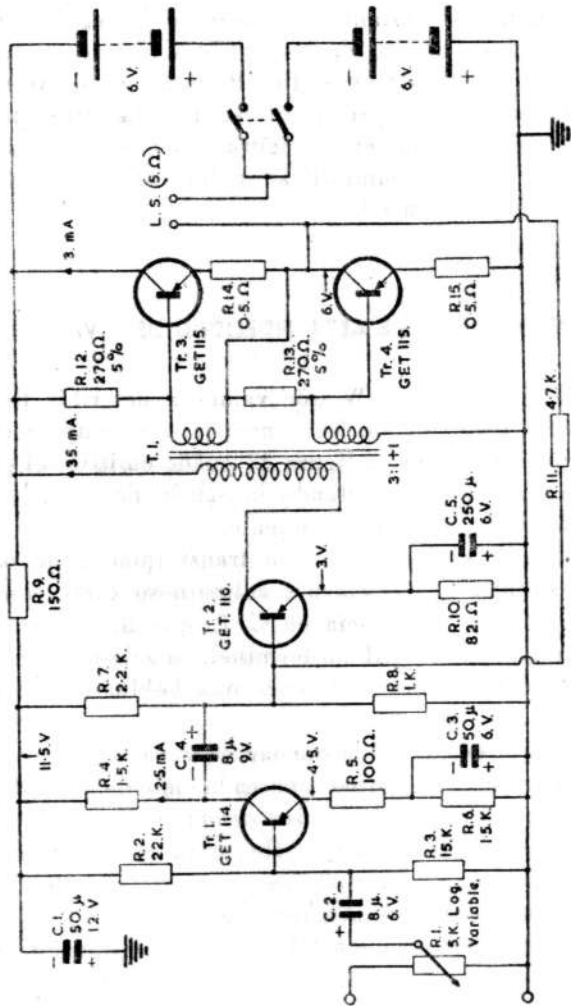 C.1.
50.μ
12.V
−
+
R.2.
22.K.
R.4.
1·5.K.
2·5.mA
11·5.V.
R.7.
2·2.K.
R.9.
150Ω
35.mA.
R.12.
270.Ω.
5%
3. mA
−
6.V.
+
C.2.
8.μ
6.V.
+
−
R.1.
5.K. Log.
Variable.
Tr. 1.
GET 114.
C.4.
8.μ
9.V.
−
+
4·5.V.
R.5.
100.Ω.
R.3.
15.K.
R.6.
1·5.K.
C.3.
50.μ
6.V.
−
+
R.8.
1.K.
Tr. 2.
GET. 116.
3.V.
R.10.
82.Ω
C.5.
250.μ
6.V.
−
+
T.1.
3:1+1
Tr. 3.
GET 115.
R.14.
0·5.Ω
R.13.
270.Ω.
5%
6.V.
Tr. 4.
GET 115.
R.15.
0·5.Ω
L.S. (5.Ω)
−
6.V.
+
4·7.K
R.11.